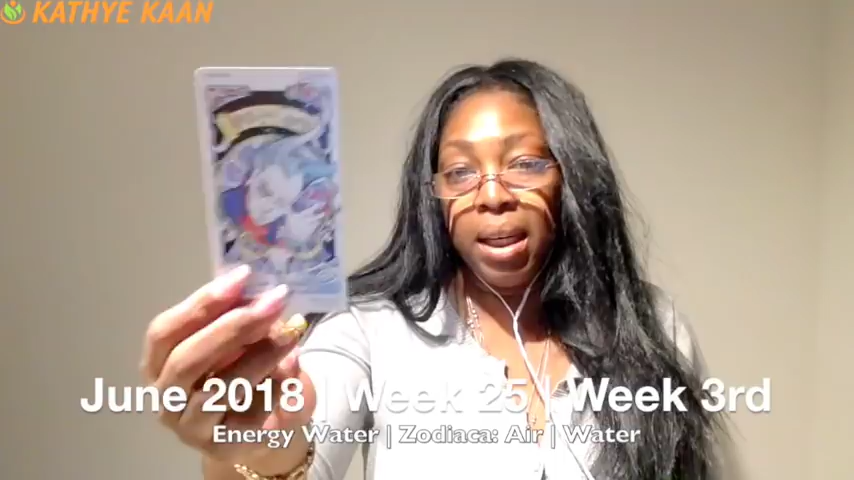 KATHYE KAAN
June 2018 | Week 25 | Week 3rd
Energy Water | Zodiaca: Air | Water